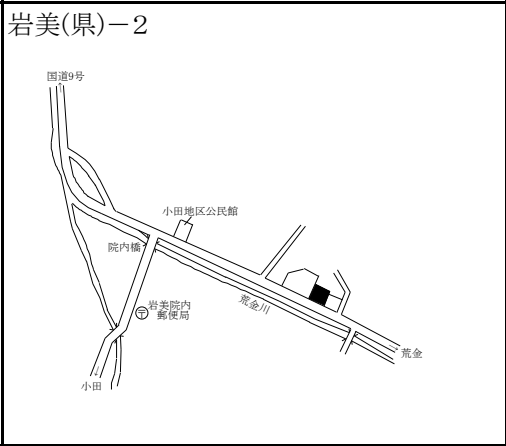 岩美(県)－2
国道9号
小田地区公民館
院内橋
岩美院内
郵便局
荒金川
荒金
小田